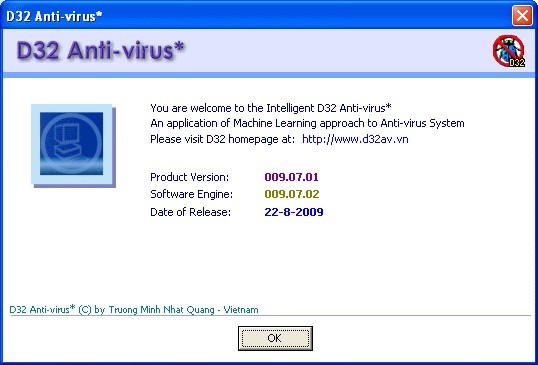 D32 Anti-virus*
D32 Anti-virus*
D32
You are welcome to the Intelligent D32 Anti-virus*
An application of Machine Learning approach to Anti-virus System
Please visit D32 homepage at: http://www.d32av.vn
Product Version: 009.07.01
Software Engine: 009.07.02
Date of Release: 22-8-2009
D32 Anti-virus* (C) by Truong Minh Nhat Quang - Vietnam
OK